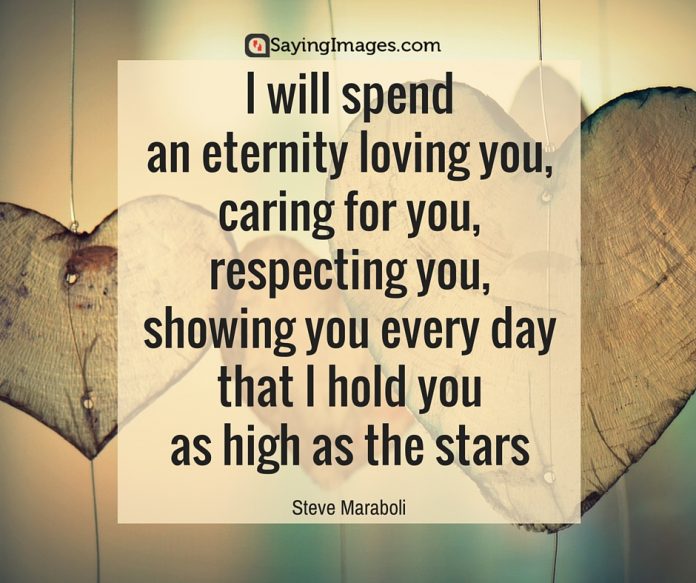 SayingImages.com
I will spend
an eternity loving you,
caring for you,
respecting you,
showing you every day
that I hold you
as high as the stars
Steve Maraboli